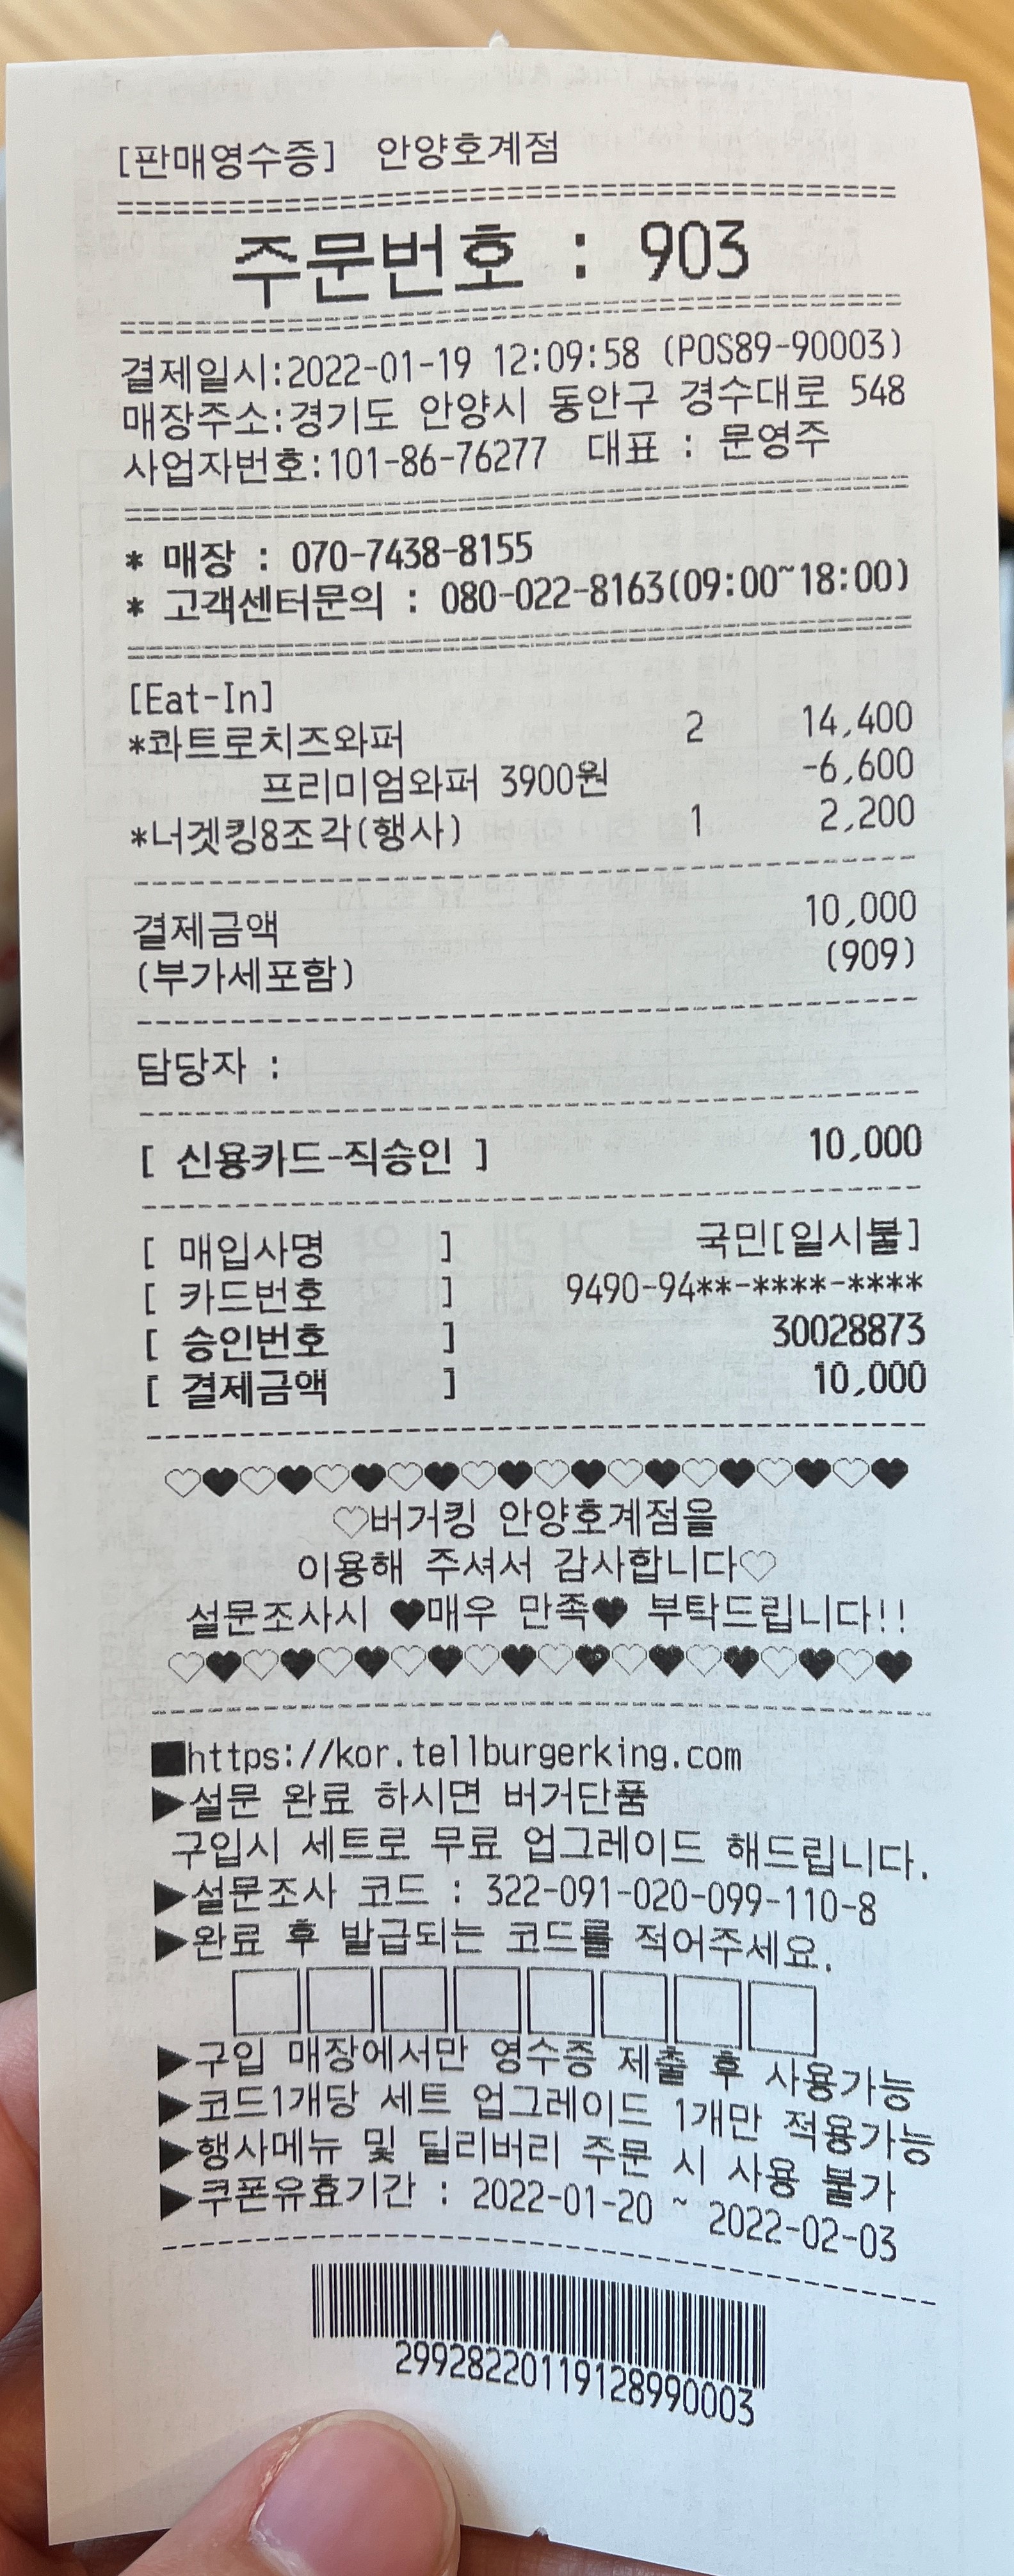 [판매영수증] 안양호계점
==========================================
주문번호 : 903
==========================================
결제일시:2022-01-19 12:09:58 (POS89-90003)
매장주소:경기도 안양시 동안구 경수대로 548
사업자번호:101-86-76277 대표 : 문영주
==========================================
* 매장 : 070-7438-8155
* 고객센터문의 : 080-022-8163(09:00~18:00)
==========================================
[Eat-In]
*콰트로치즈와퍼 2 14,400
프리미엄와퍼 3900원 -6,600
*너겟킹8조각(행사) 1 2,200
------------------------------------------
결제금액 10,000
(부가세포함) (909)
------------------------------------------
담당자 :
------------------------------------------
[ 신용카드-직승인 ] 10,000
------------------------------------------
[ 매입사명 ] 국민[일시불]
[ 카드번호 ] 9490-94**-****-****
[ 승인번호 ] 30028873
[ 결제금액 ] 10,000
------------------------------------------
♡♥♡♥♡♥♡♥♡♥♡♥♡♥♡♥♡♥♡♥
♡버거킹 안양호계점을
이용해 주셔서 감사합니다♡
설문조사시 ♥매우 만족♥ 부탁드립니다!!
♡♥♡♥♡♥♡♥♡♥♡♥♡♥♡♥♡♥♡♥
------------------------------------------
■https://kor.tellburgerking.com
▶설문 완료 하시면 버거단품
구입시 세트로 무료 업그레이드 해드립니다.
▶설문조사 코드 : 322-091-020-099-110-8
▶완료 후 발급되는 코드를 적어주세요.
□□□□□□□□
▶구입 매장에서만 영수증 제출 후 사용가능
▶코드1개당 세트 업그레이드 1개만 적용가능
▶행사메뉴 및 딜리버리 주문 시 사용 불가
▶쿠폰유효기간 : 2022-01-20 ~ 2022-02-03
------------------------------------------
29928220119128990003